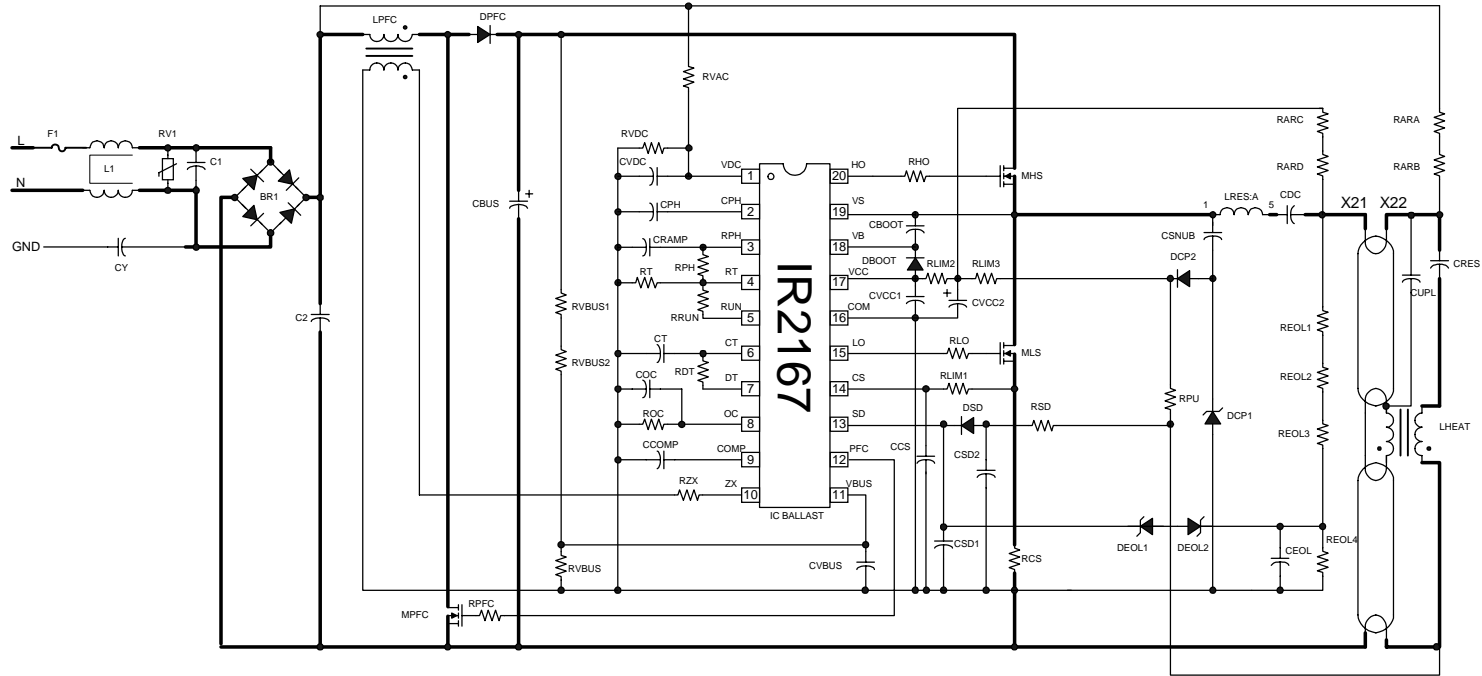 LPFC
DPFC
RVAC
F1
RV1
L
L1
C1
N
BR1
GND
CY
C2
CBUS
+
RVBUS1
RVBUS2
RVBUS
MPFC
RPFC
RVDC
CVDC
CPH
CRAMP
RPH
RT
RRUN
CT
RDT
COC
ROC
CCOMP
RZX
VDC
CPH
RPH
RT
RUN
CT
DT
OC
COMP
ZX
1
2
3
4
5
6
7
8
9
10
IR2167
IC BALLAST
20
19
18
17
16
15
14
13
12
11
HO
VS
VB
VCC
COM
LO
CS
SD
PFC
VBUS
RHO
MHS
CBOOT
DBOOT
RLIM2
RLIM3
CVCC1
+
CVCC2
RLO
MLS
RLIM1
DSD
RSD
CCS
CSD2
CSD1
CVBUS
RCS
RARC
RARA
RARD
RARB
1
LRES:A
5
CDC
X21
X22
CSNUB
DCP2
CUPL
CRES
REOL1
REOL2
RPU
DCP1
REOL3
LHEAT
DEOL1
DEOL2
CEOL
REOL4